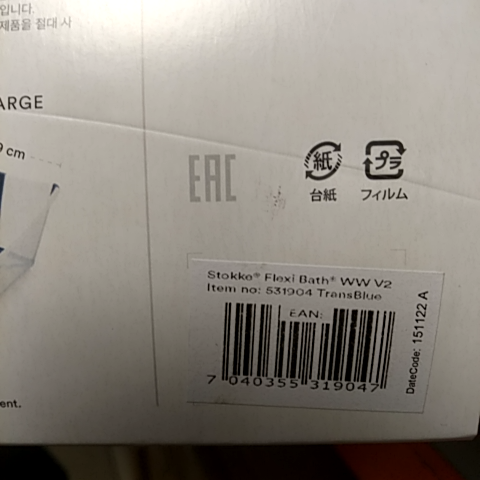 입니다.
제품을 절대 사
ARGE
9 cm
EAC
紙
プラ
台紙
フィルム
Stokke® Flexi Bath® WW V2
Item no: 531904 TransBlue
EAN:
7 040355 319047
DateCode: 151122 A
ent.